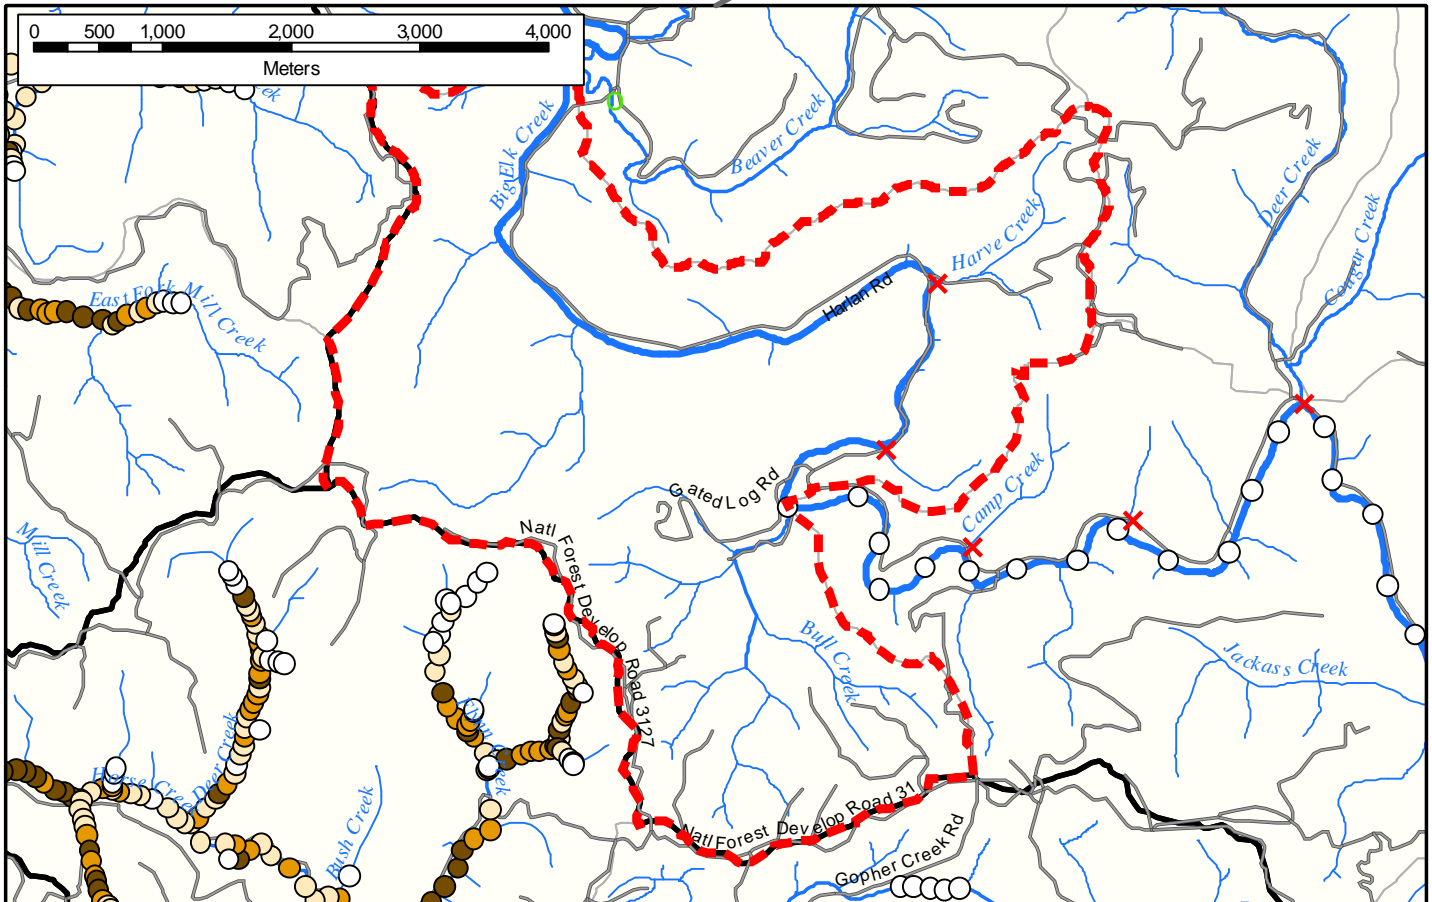 0 500 1,000 2,000 3,000 4,000
Meters
ek
Big Elk Creek
Beaver Creek
Deer Creek
Cougar Creek
Harve Creek
East Fork Mill Creek
Harlan Rd
Gated Log Rd
Camp Creek
Mill Creek
Natl Forest Develop Road 3127
Bull Creek
Jackass Creek
Flynn Creek
Horse Creek
Deer Creek
Bush Creek
Natl Forest Develop Road 31
Gopher Creek Rd